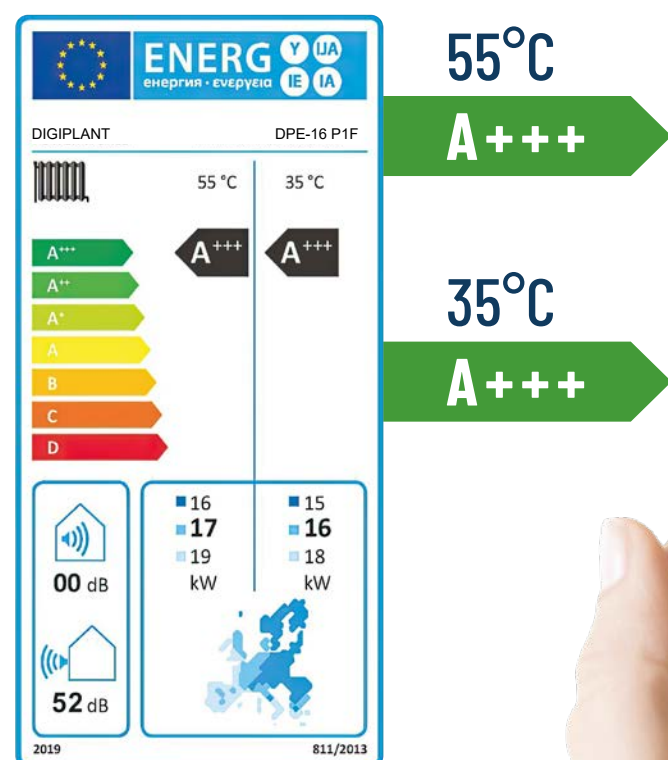 ENERG Y IJA
енергия · ενεργεια IE IA
DIGIPLANT DPE-16 P1F
55 °C 35 °C
A+++ A+++
A+++
A++
A+
A
B
C
D
16 15
17 16
19 18
kW kW
00 dB
52 dB
2019 811/2013
55°C
A+++
35°C
A+++